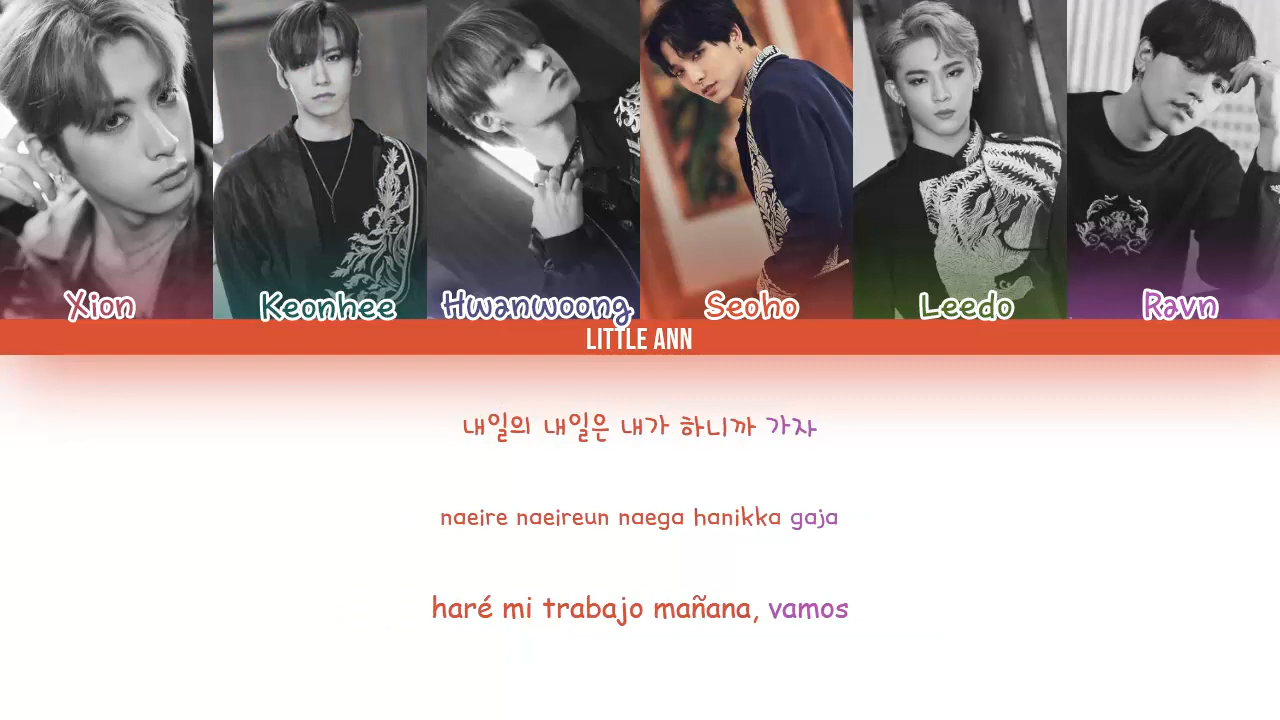 Xion Keonhee Hwanwoong Seoho Leedo Ravn
LITTLE ANN
내일의 내일은 내가 하니까 가자
naeire naeireun naega hanikka gaja
haré mi trabajo mañana, vamos